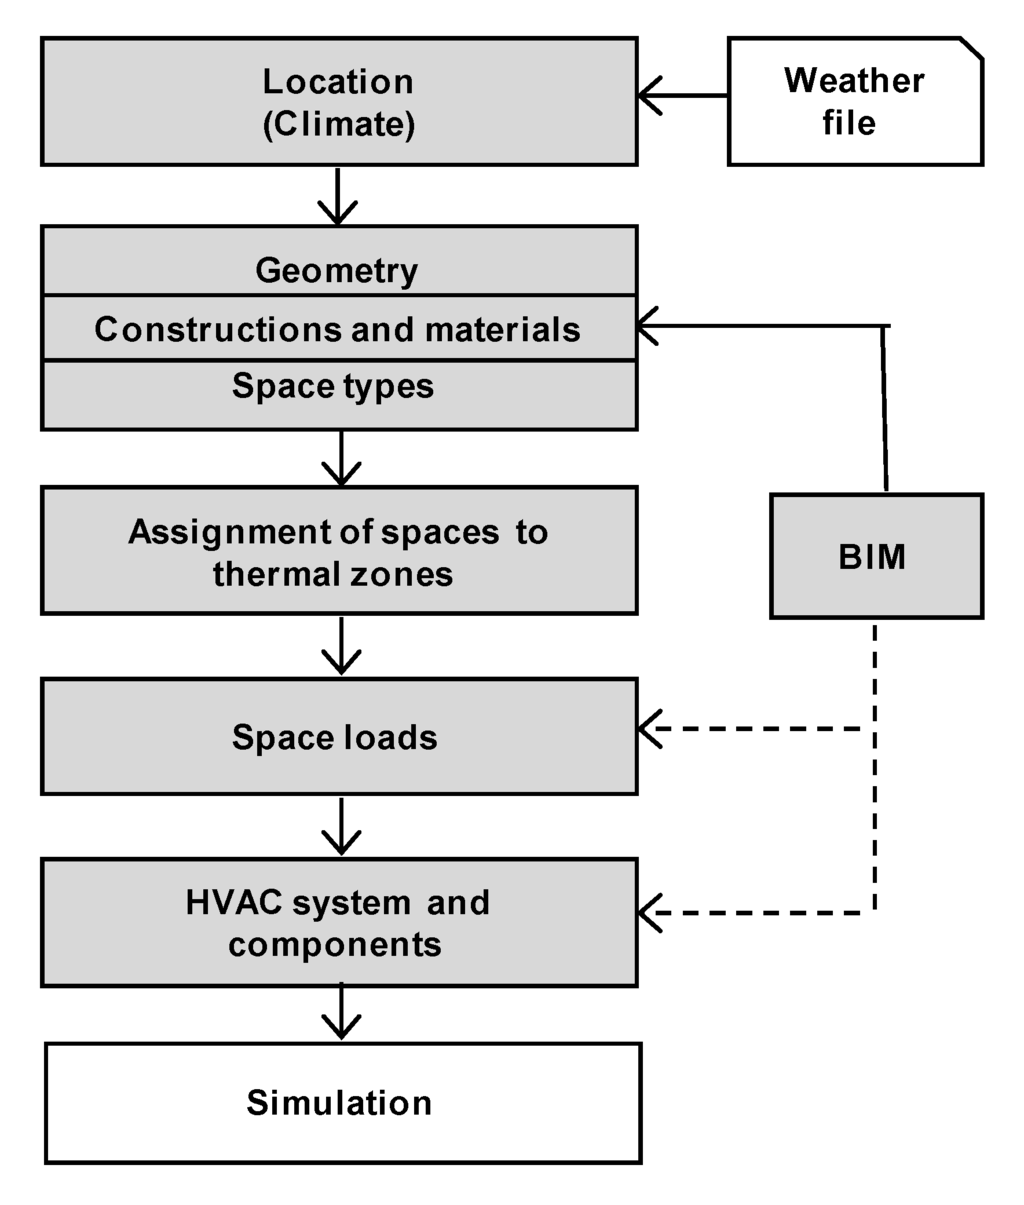 Location
(Climate)
Weather
file
Geometry
Constructions and materials
Space types
Assignment of spaces to
thermal zones
BIM
Space loads
HVAC system and
components
Simulation